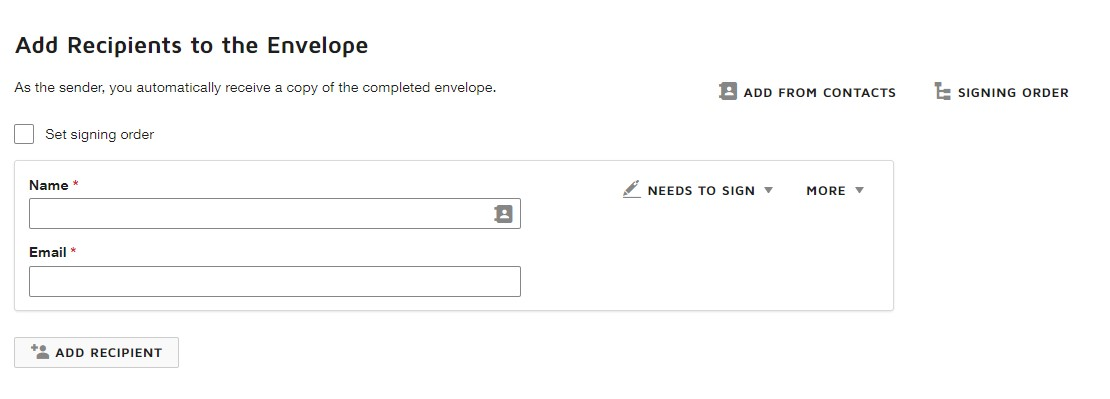 Add Recipients to the Envelope
As the sender, you automatically receive a copy of the completed envelope.
ADD FROM CONTACTS
SIGNING ORDER
Set signing order
Name *
NEEDS TO SIGN
MORE
Email *
ADD RECIPIENT